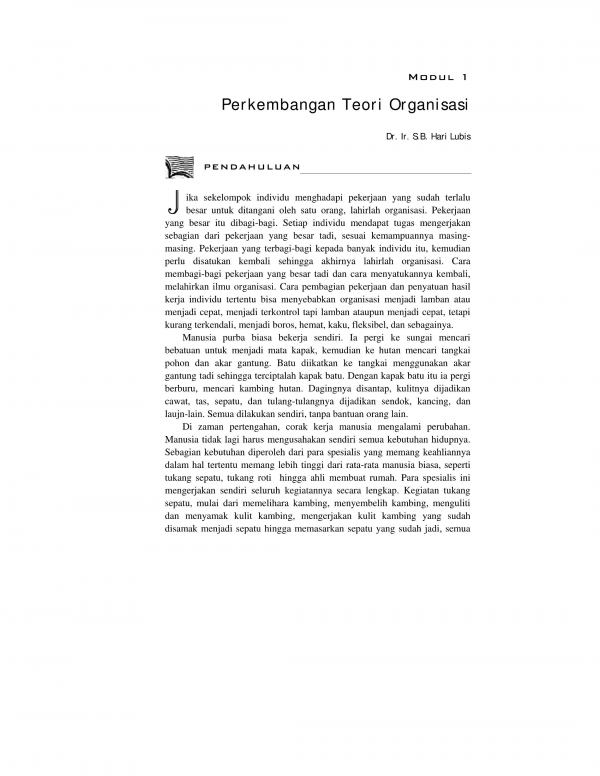 Modul 1
Perkembangan Teori Organisasi
Dr. Ir. S.B. Hari Lubis
PENDAHULUAN
Jika sekelompok individu menghadapi pekerjaan yang sudah terlalu
besar untuk ditangani oleh satu orang, lahirlah organisasi. Pekerjaan
yang besar itu dibagi-bagi. Setiap individu mendapat tugas mengerjakan
sebagian dari pekerjaan yang besar tadi, sesuai kemampuannya masing-
masing. Pekerjaan yang terbagi-bagi kepada banyak individu itu, kemudian
perlu disatukan kembali sehingga akhirnya lahirlah organisasi. Cara
membagi-bagi pekerjaan yang besar tadi dan cara menyatukannya kembali,
melahirkan ilmu organisasi. Cara pembagian pekerjaan dan penyatuan hasil
kerja individu tertentu bisa menyebabkan organisasi menjadi lamban atau
menjadi cepat, menjadi terkontrol tapi lamban ataupun menjadi cepat, tetapi
kurang terkendali, menjadi boros, hemat, kaku, fleksibel, dan sebagainya.
Manusia purba biasa bekerja sendiri. Ia pergi ke sungai mencari
bebatuan untuk menjadi mata kapak, kemudian ke hutan mencari tangkai
pohon dan akar gantung. Batu diikatkan ke tangkai menggunakan akar
gantung tadi sehingga terciptalah kapak batu. Dengan kapak batu itu ia pergi
berburu, mencari kambing hutan. Dagingnya disantap, kulitnya dijadikan
cawat, tas, sepatu, dan tulang-tulangnya dijadikan sendok, kancing, dan
laujn-lain. Semua dilakukan sendiri, tanpa bantuan orang lain.
Di zaman pertengahan, corak kerja manusia mengalami perubahan.
Manusia tidak lagi harus mengusahakan sendiri semua kebutuhan hidupnya.
Sebagian kebutuhan diperoleh dari para spesialis yang memang keahliannya
dalam hal tertentu memang lebih tinggi dari rata-rata manusia biasa, seperti
tukang sepatu, tukang roti hingga ahli membuat rumah. Para spesialis ini
mengerjakan sendiri seluruh kegiatannya secara lengkap. Kegiatan tukang
sepatu, mulai dari memelihara kambing, menyembelih kambing, menguliti
dan menyamak kulit kambing, mengerjakan kulit kambing yang sudah
disamak menjadi sepatu hingga memasarkan sepatu yang sudah jadi, semua